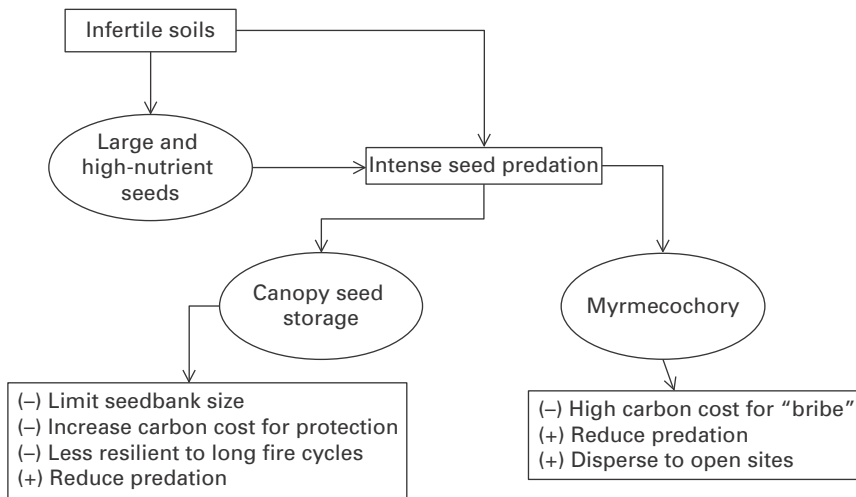 Infertile soils
Large and
high-nutrient
seeds
Intense seed predation
Canopy seed
storage
Myrmecochory
(–) Limit seedbank size
(–) Increase carbon cost for protection
(–) Less resilient to long fire cycles
(+) Reduce predation
(–) High carbon cost for “bribe”
(+) Reduce predation
(+) Disperse to open sites